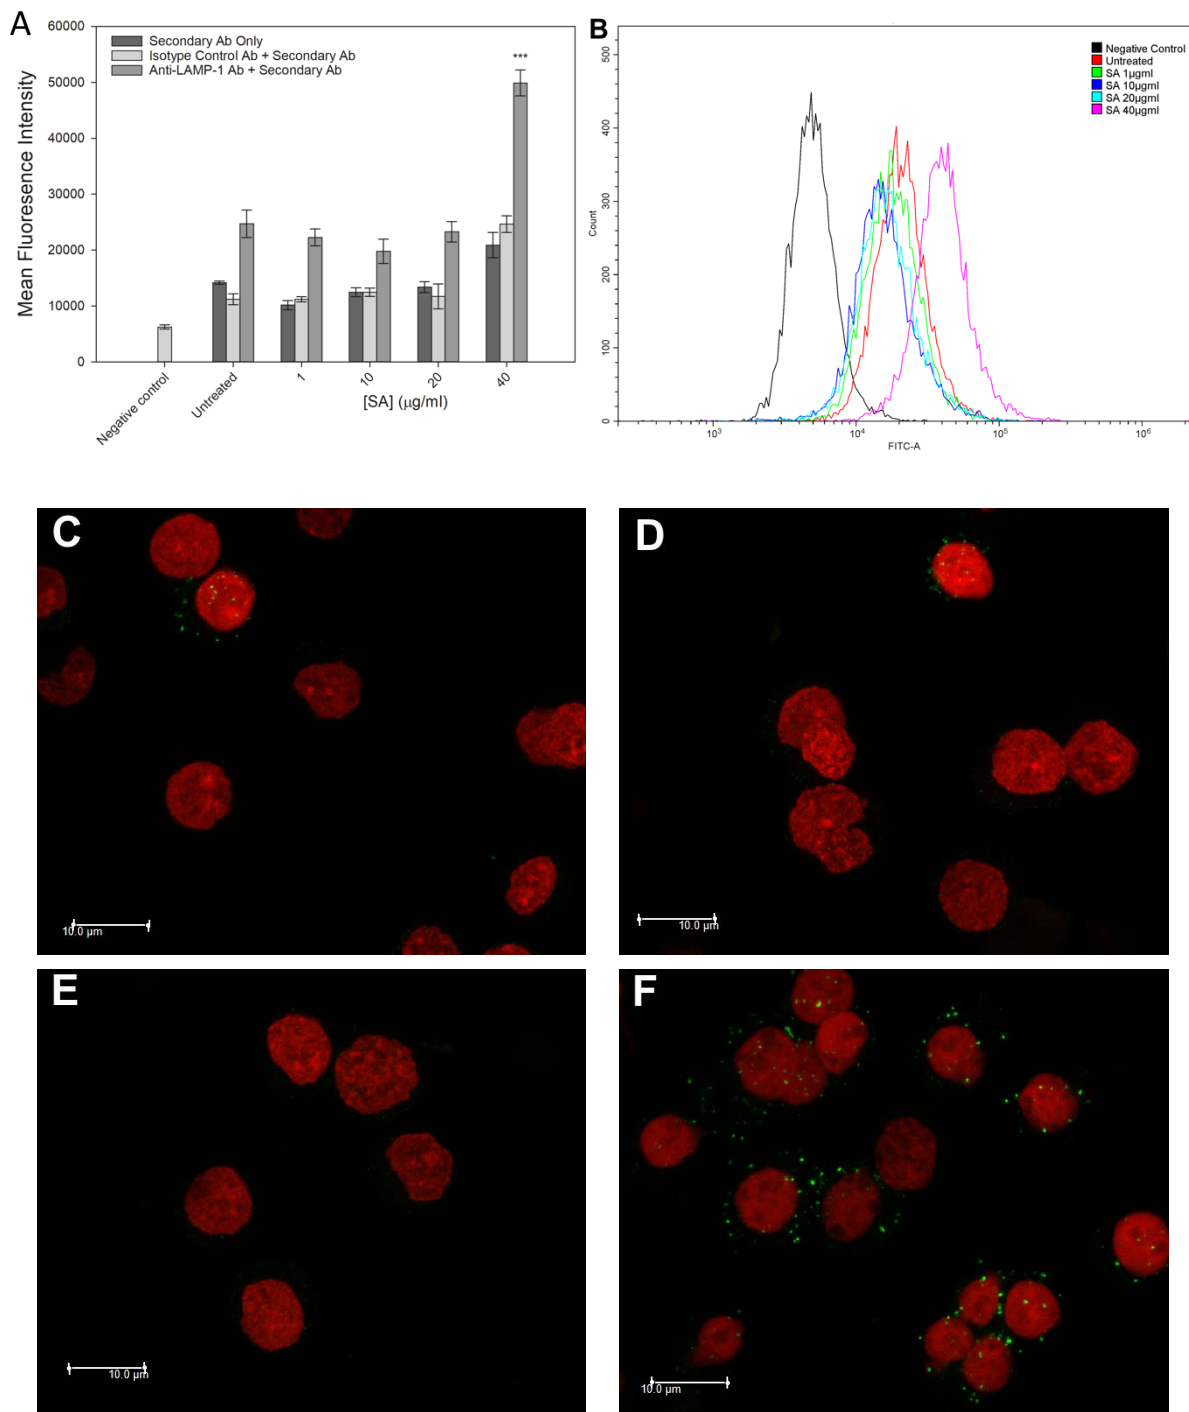 A
60000
50000
40000
30000
20000
10000
0
Mean Fluoresence Intensity
Secondary Ab Only
Isotype Control Ab + Secondary Ab
Anti-LAMP-1 Ab + Secondary Ab
***
Negative control
Untreated
1
10
20
40
[SA] (μg/ml)
B
500
400
300
200
100
0
Count
Negative Control
Untreated
SA 1µgml
SA 10µgml
SA 20µgml
SA 40µgml
10³
10⁴
10⁵
10⁶
FITC-A
C
10.0 µm
D
10.0 µm
E
10.0 µm
F
10.0 µm